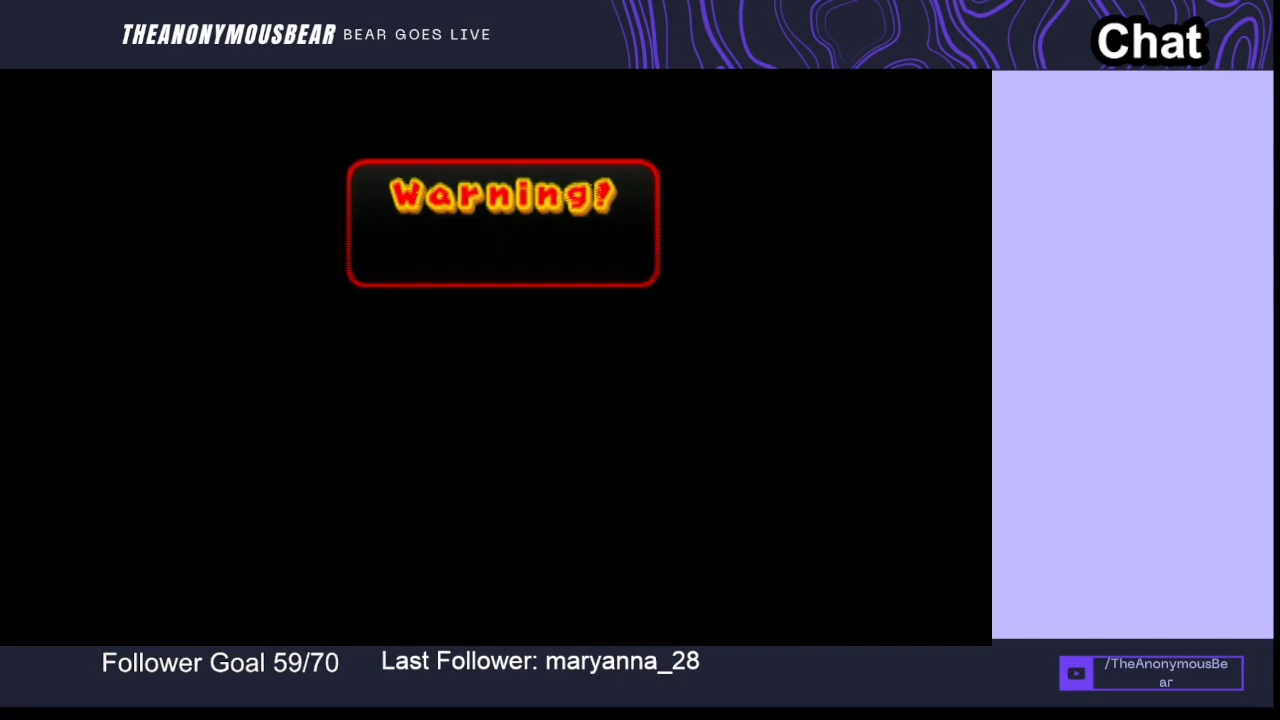 THEANONYMOUSBEAR BEAR GOES LIVE
Chat
Warning!
Follower Goal 59/70
Last Follower: maryanna_28
/TheAnonymousBe
ar